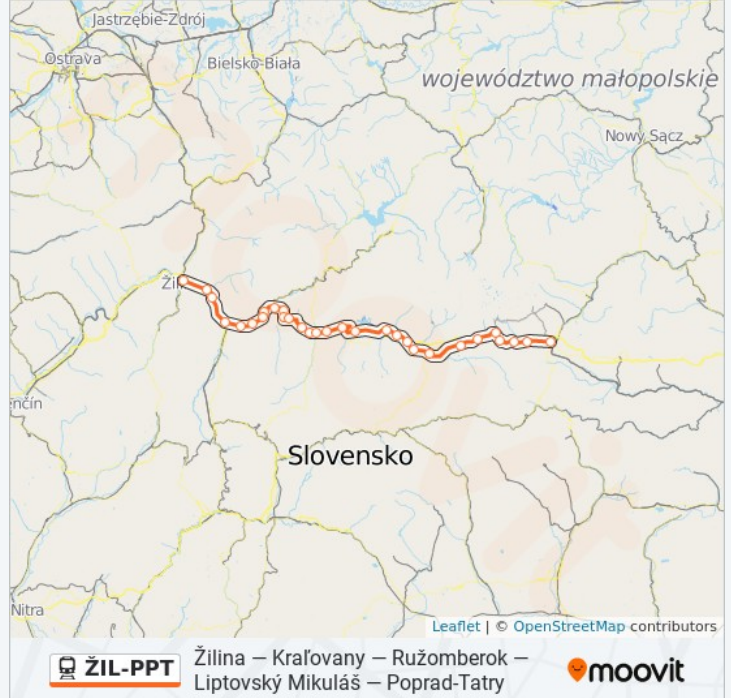 Jastrzębie-Zdrój
Ostrava
Bielsko-Biała
województwo małopolskie
Nowy Sącz
Žil
nčín
Slovensko
Nitra
Leaflet | © OpenStreetMap contributors
ŽIL-PPT
Žilina — Kraľovany — Ružomberok —
Liptovský Mikuláš — Poprad-Tatry
moovit